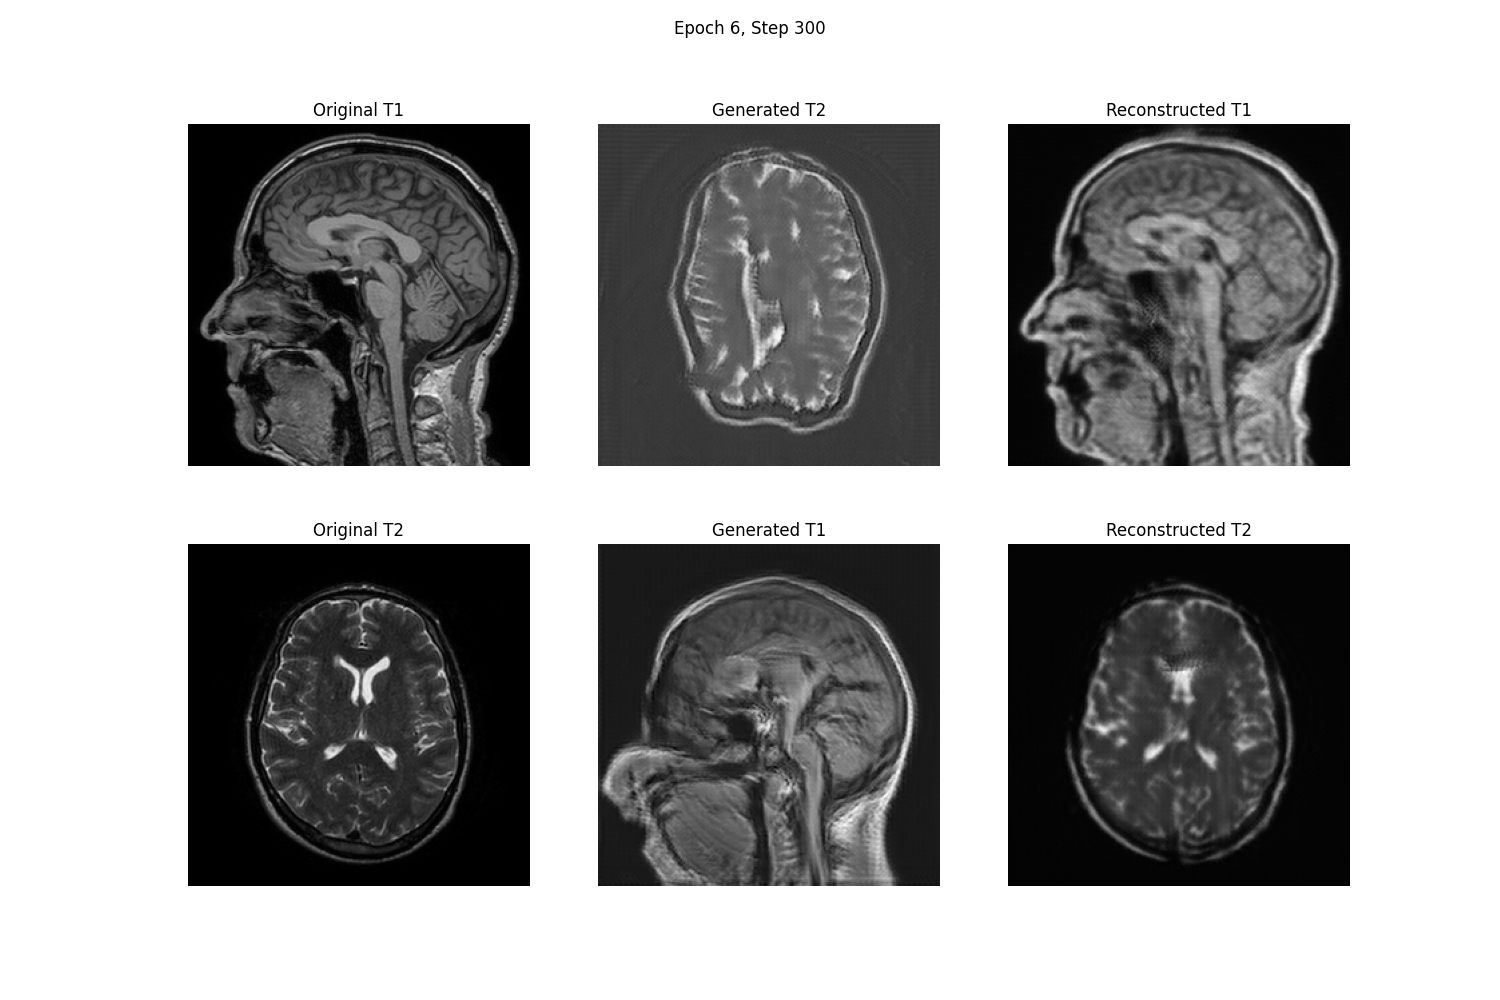 Epoch 6, Step 300
Original T1
Generated T2
Reconstructed T1
Original T2
Generated T1
Reconstructed T2